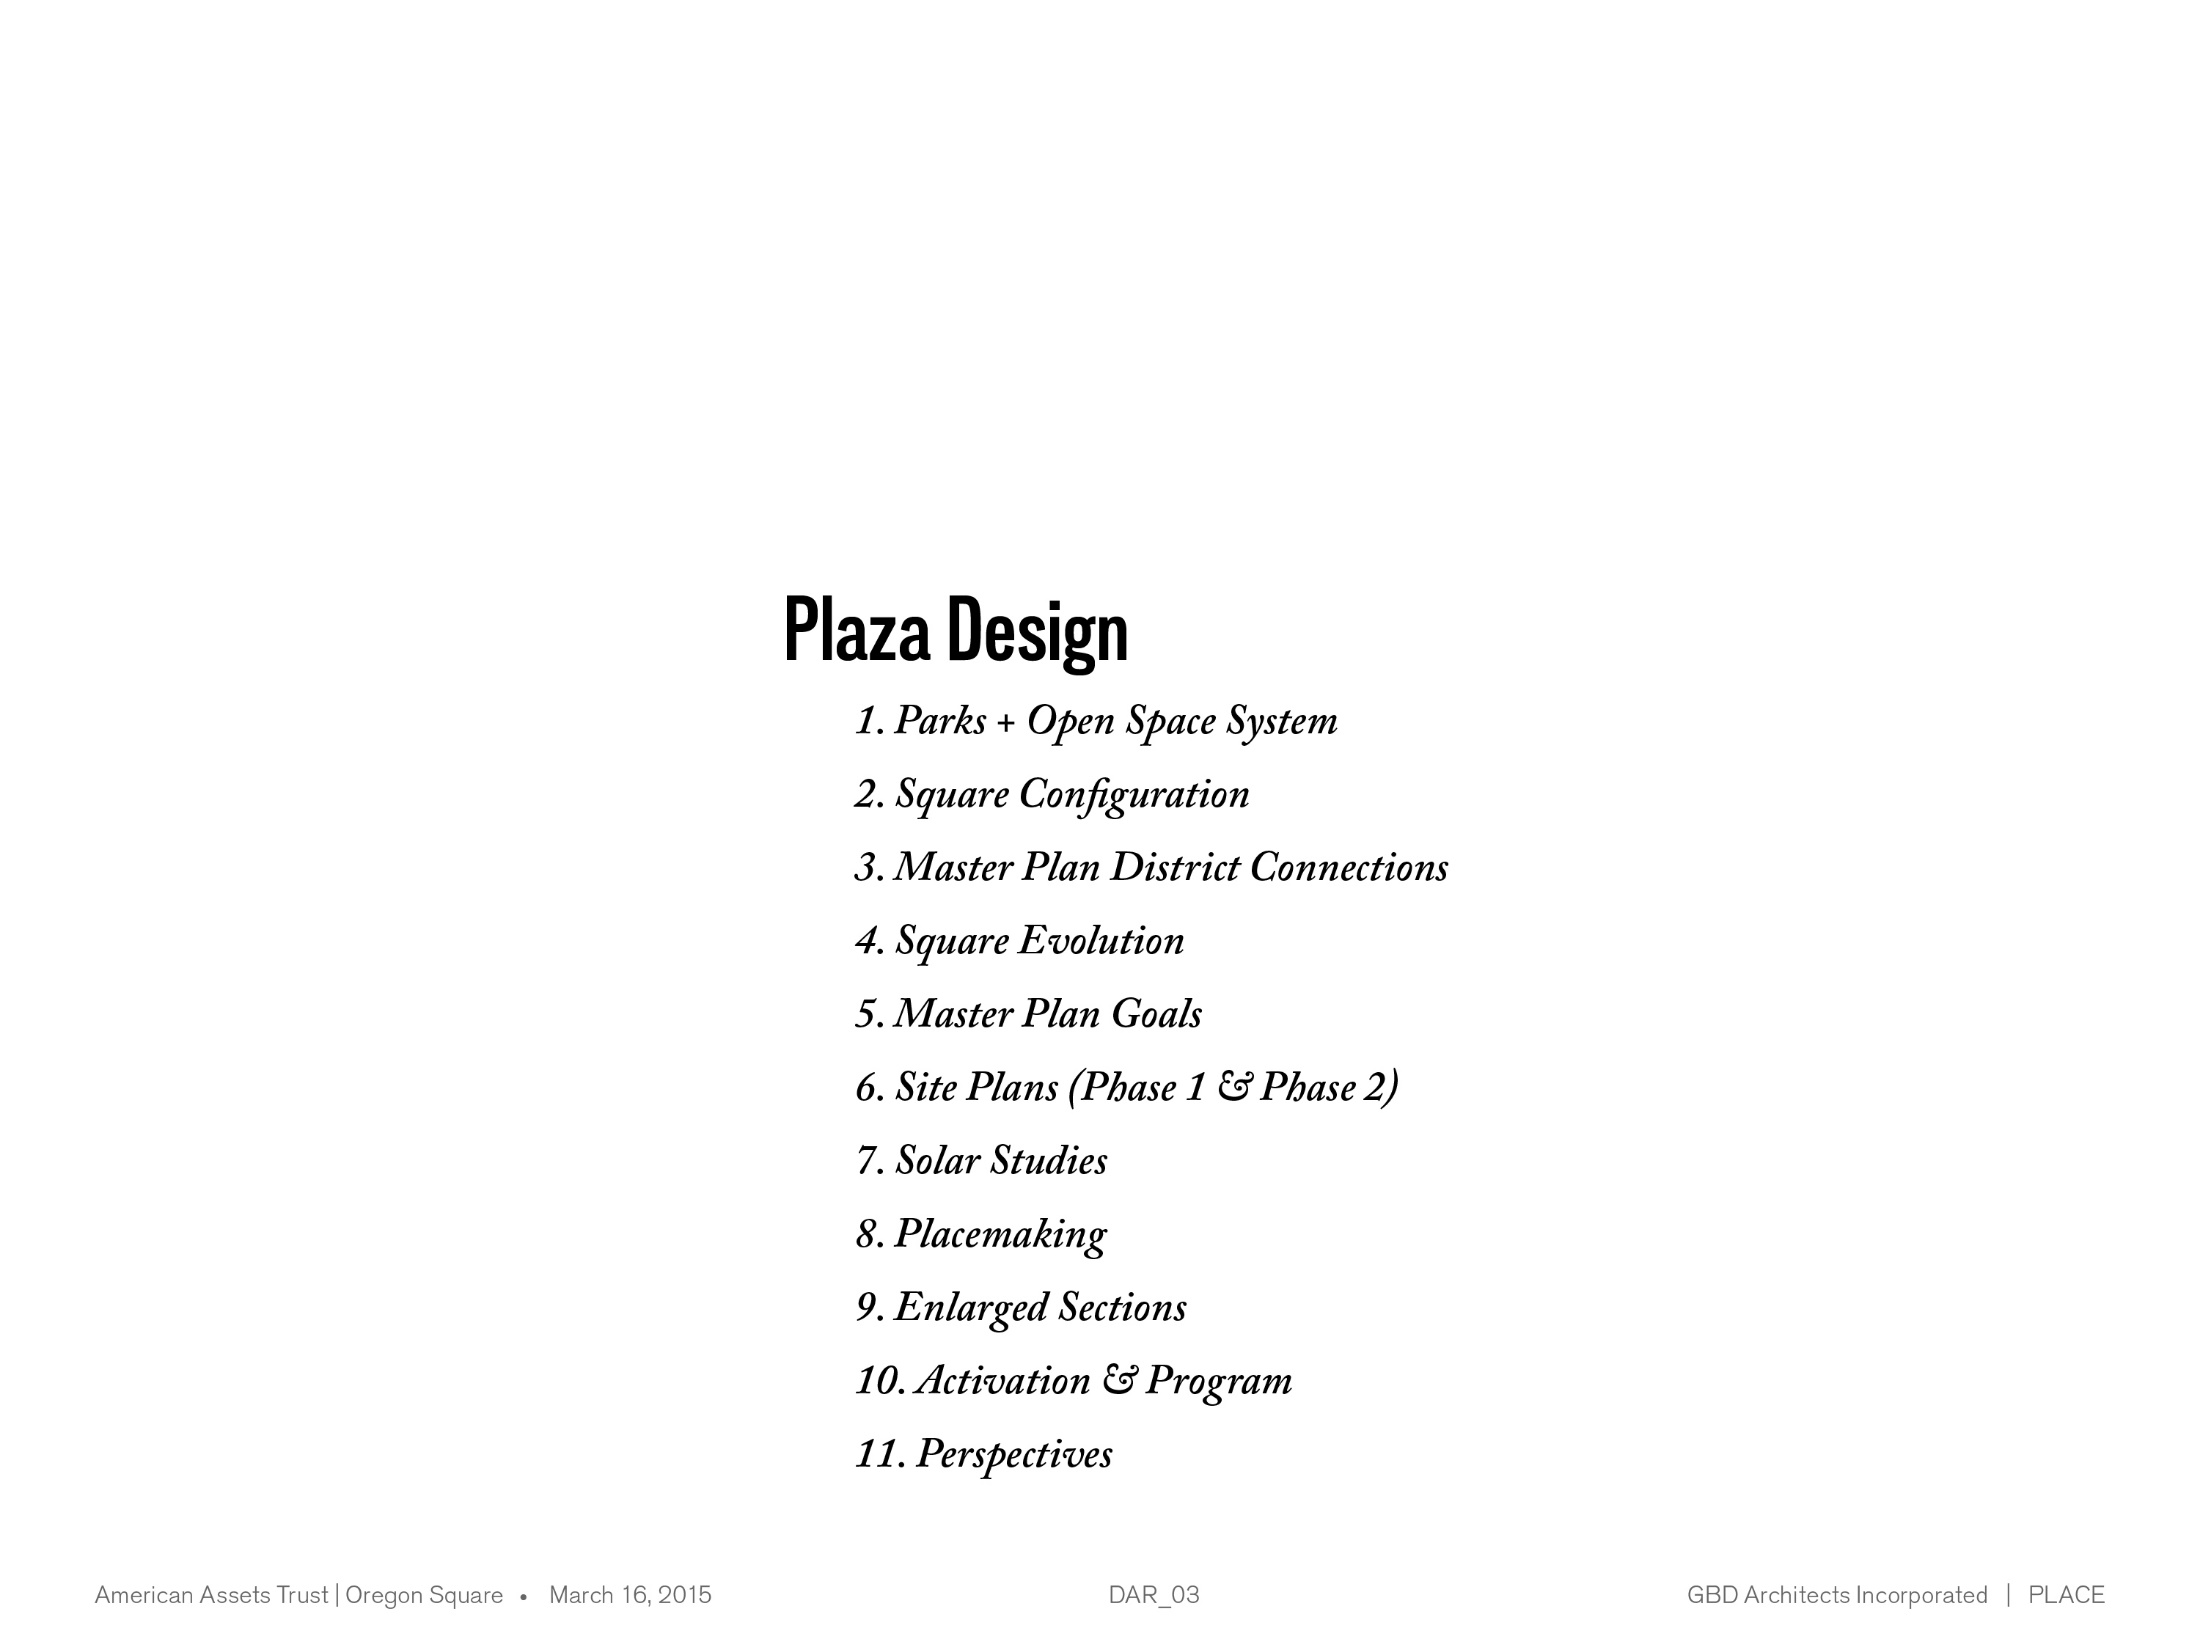 Plaza Design
1. Parks + Open Space System
2. Square Configuration
3. Master Plan District Connections
4. Square Evolution
5. Master Plan Goals
6. Site Plans (Phase 1 & Phase 2)
7. Solar Studies
8. Placemaking
9. Enlarged Sections
10. Activation & Program
11. Perspectives
American Assets Trust | Oregon Square • March 16, 2015 DAR_03 GBD Architects Incorporated | PLACE